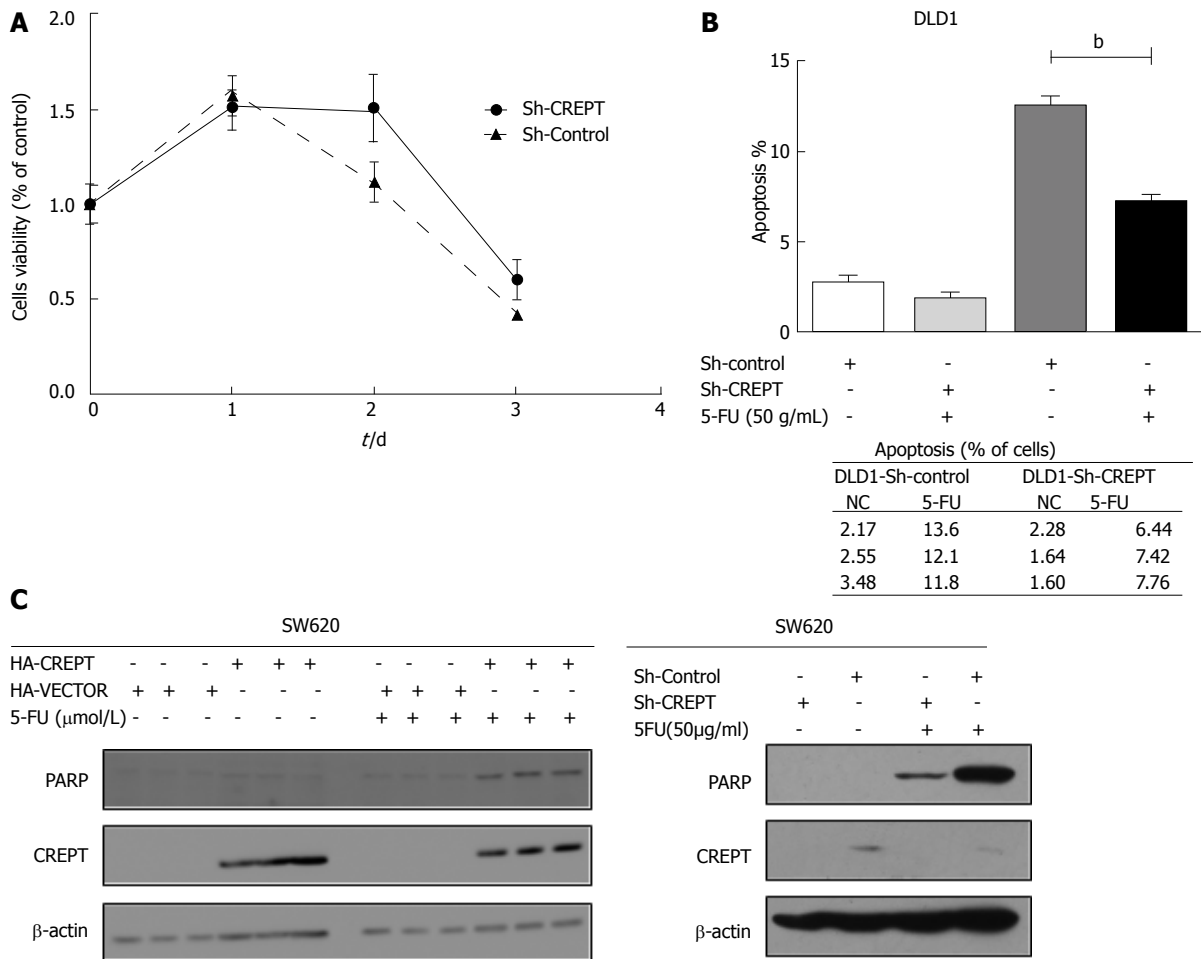 A
2.0
1.5
1.0
0.5
0.0
0 1 2 3 4
Cells viability (% of control)
t/d
Sh-CREPT
Sh-Control
B
DLD1
b
15
10
5
0
Apoptosis %
Sh-control + - + -
Sh-CREPT - + - +
5-FU (50 g/mL) - + - +
Apoptosis (% of cells)
DLD1-Sh-control DLD1-Sh-CREPT
NC 5-FU NC 5-FU
2.17 13.6 2.28 6.44
2.55 12.1 1.64 7.42
3.48 11.8 1.60 7.76
C
SW620
HA-CREPT - - - + + + - - - + + +
HA-VECTOR + + + - - - + + + - - -
5-FU (μmol/L) - - - - - - + + + + + +
PARP
CREPT
β-actin
SW620
Sh-Control - + - +
Sh-CREPT + - + -
5FU(50μg/ml) - - + +
PARP
CREPT
β-actin